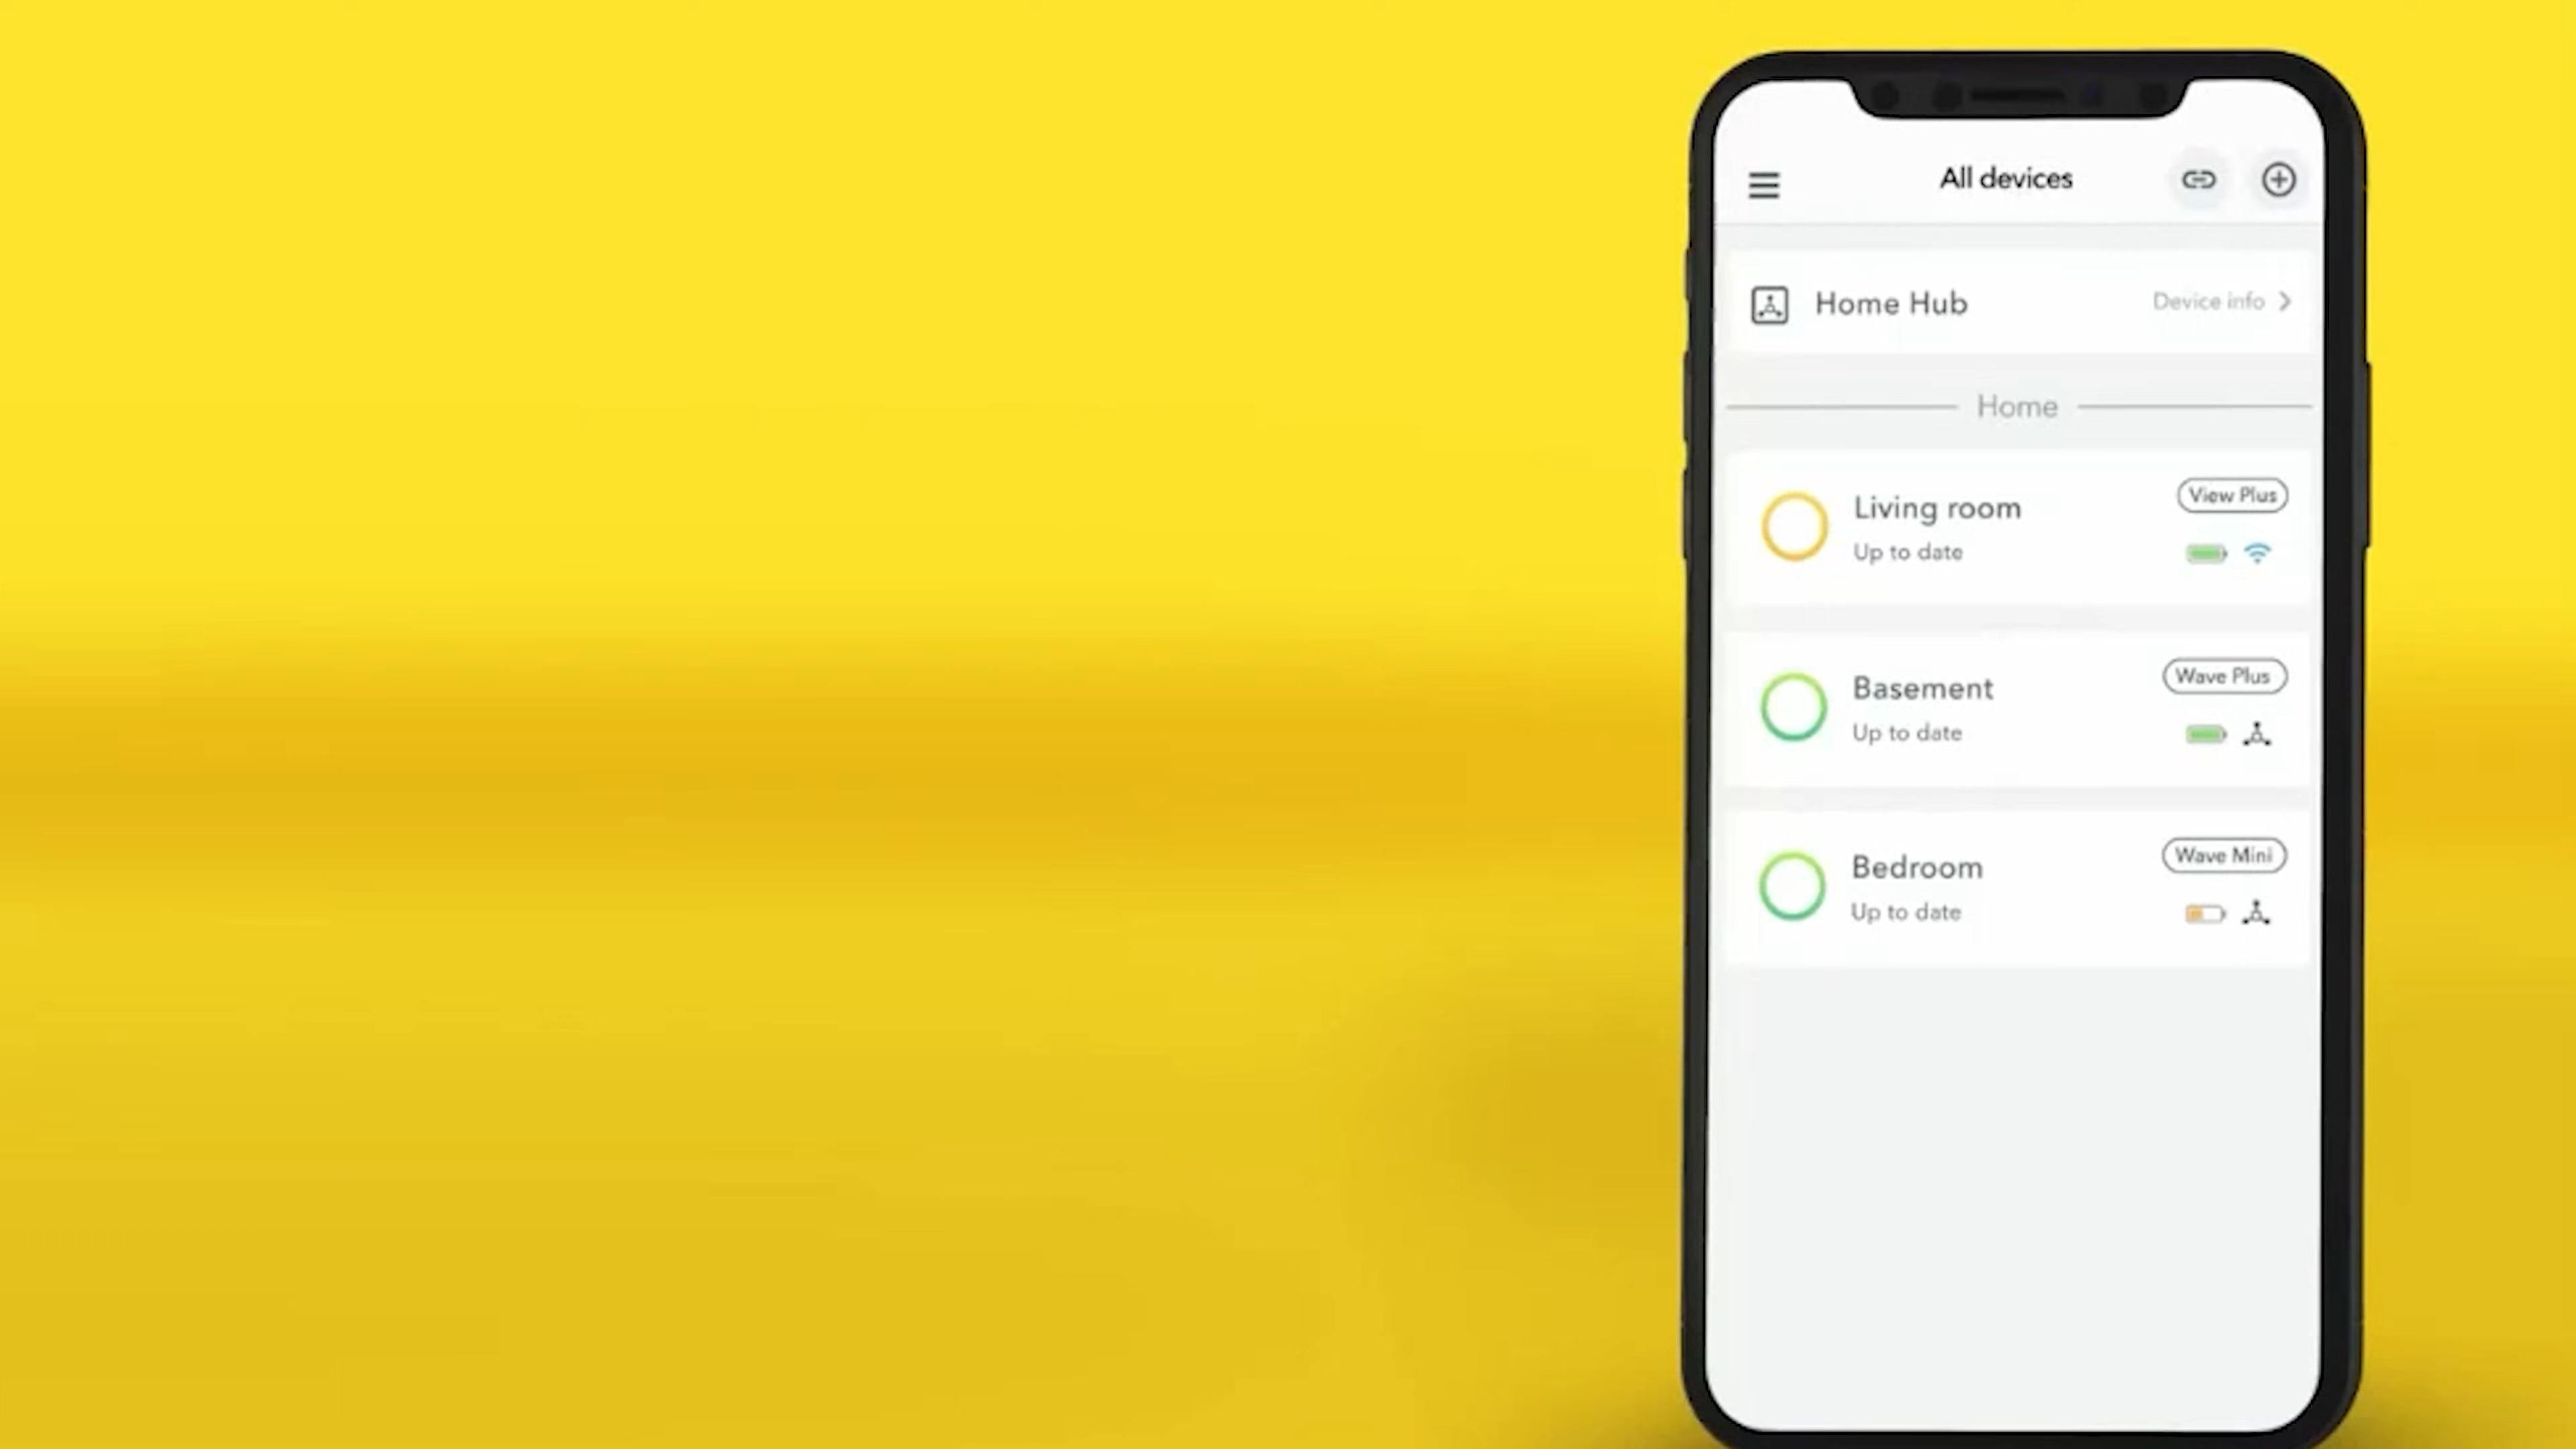 All devices
Home Hub
Device info
Home
Living room
View Plus
Up to date
Basement
Wave Plus
Up to date
Bedroom
Wave Mini
Up to date